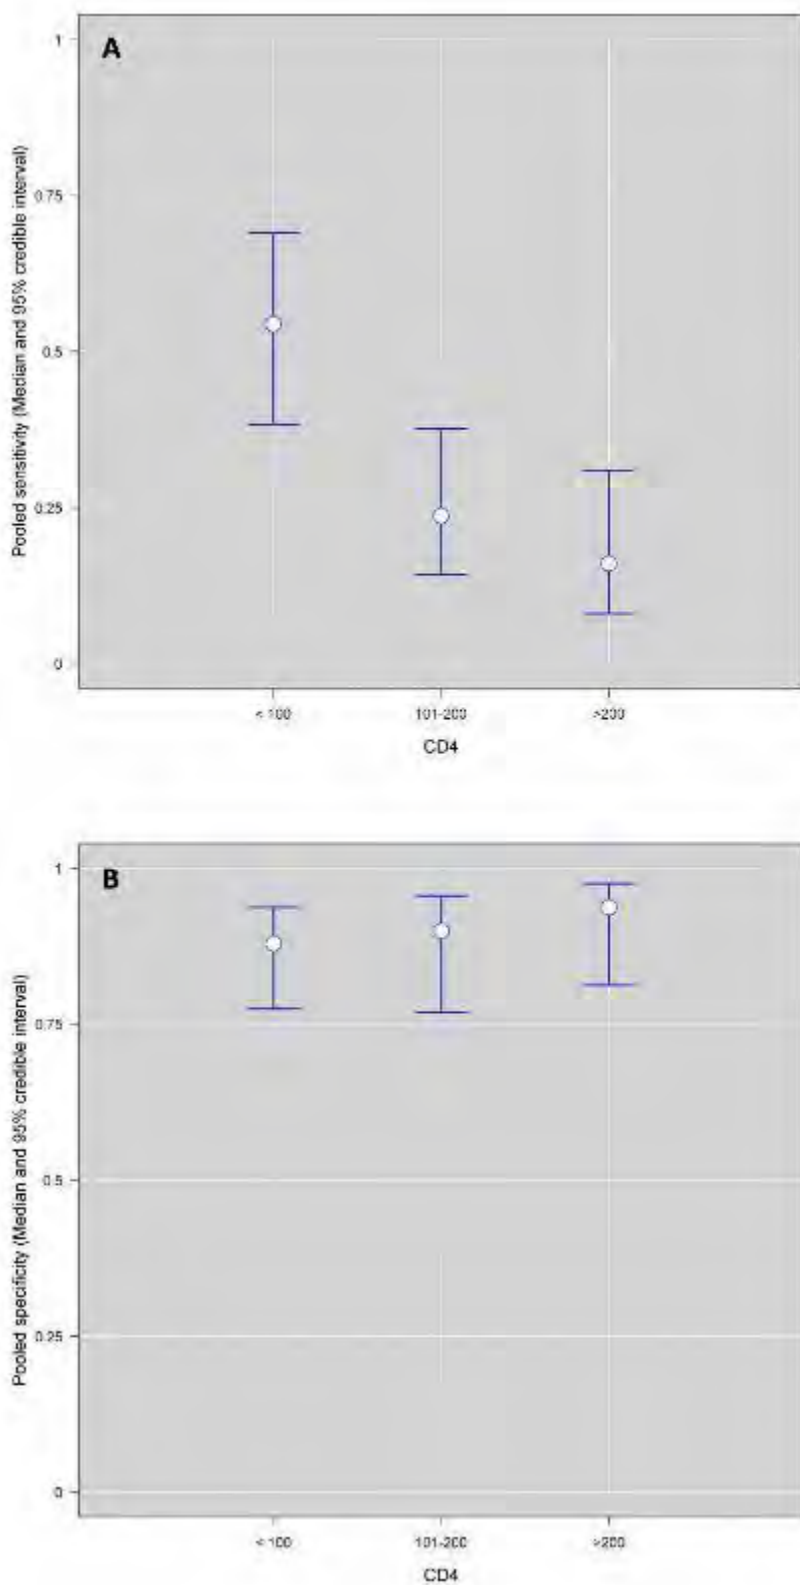 A
Pooled sensitivity (Median and 95% credible interval)
1
0.75
0.5
0.25
0
< 100
101-200
>200
CD4
B
Pooled specificity (Median and 95% credible interval)
1
0.75
0.5
0.25
0
< 100
101-200
>200
CD4